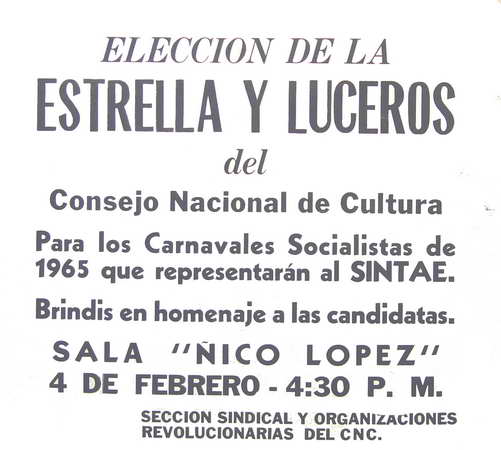 ELECCION DE LA
ESTRELLA Y LUCEROS
del
Consejo Nacional de Cultura
Para los Carnavales Socialistas de
1965 que representarán al SINTAE.
Brindis en homenaje a las candidatas.
SALA "ÑICO LOPEZ"
4 DE FEBRERO - 4:30 P. M.
SECCION SINDICAL Y ORGANIZACIONES
REVOLUCIONARIAS DEL CNC.